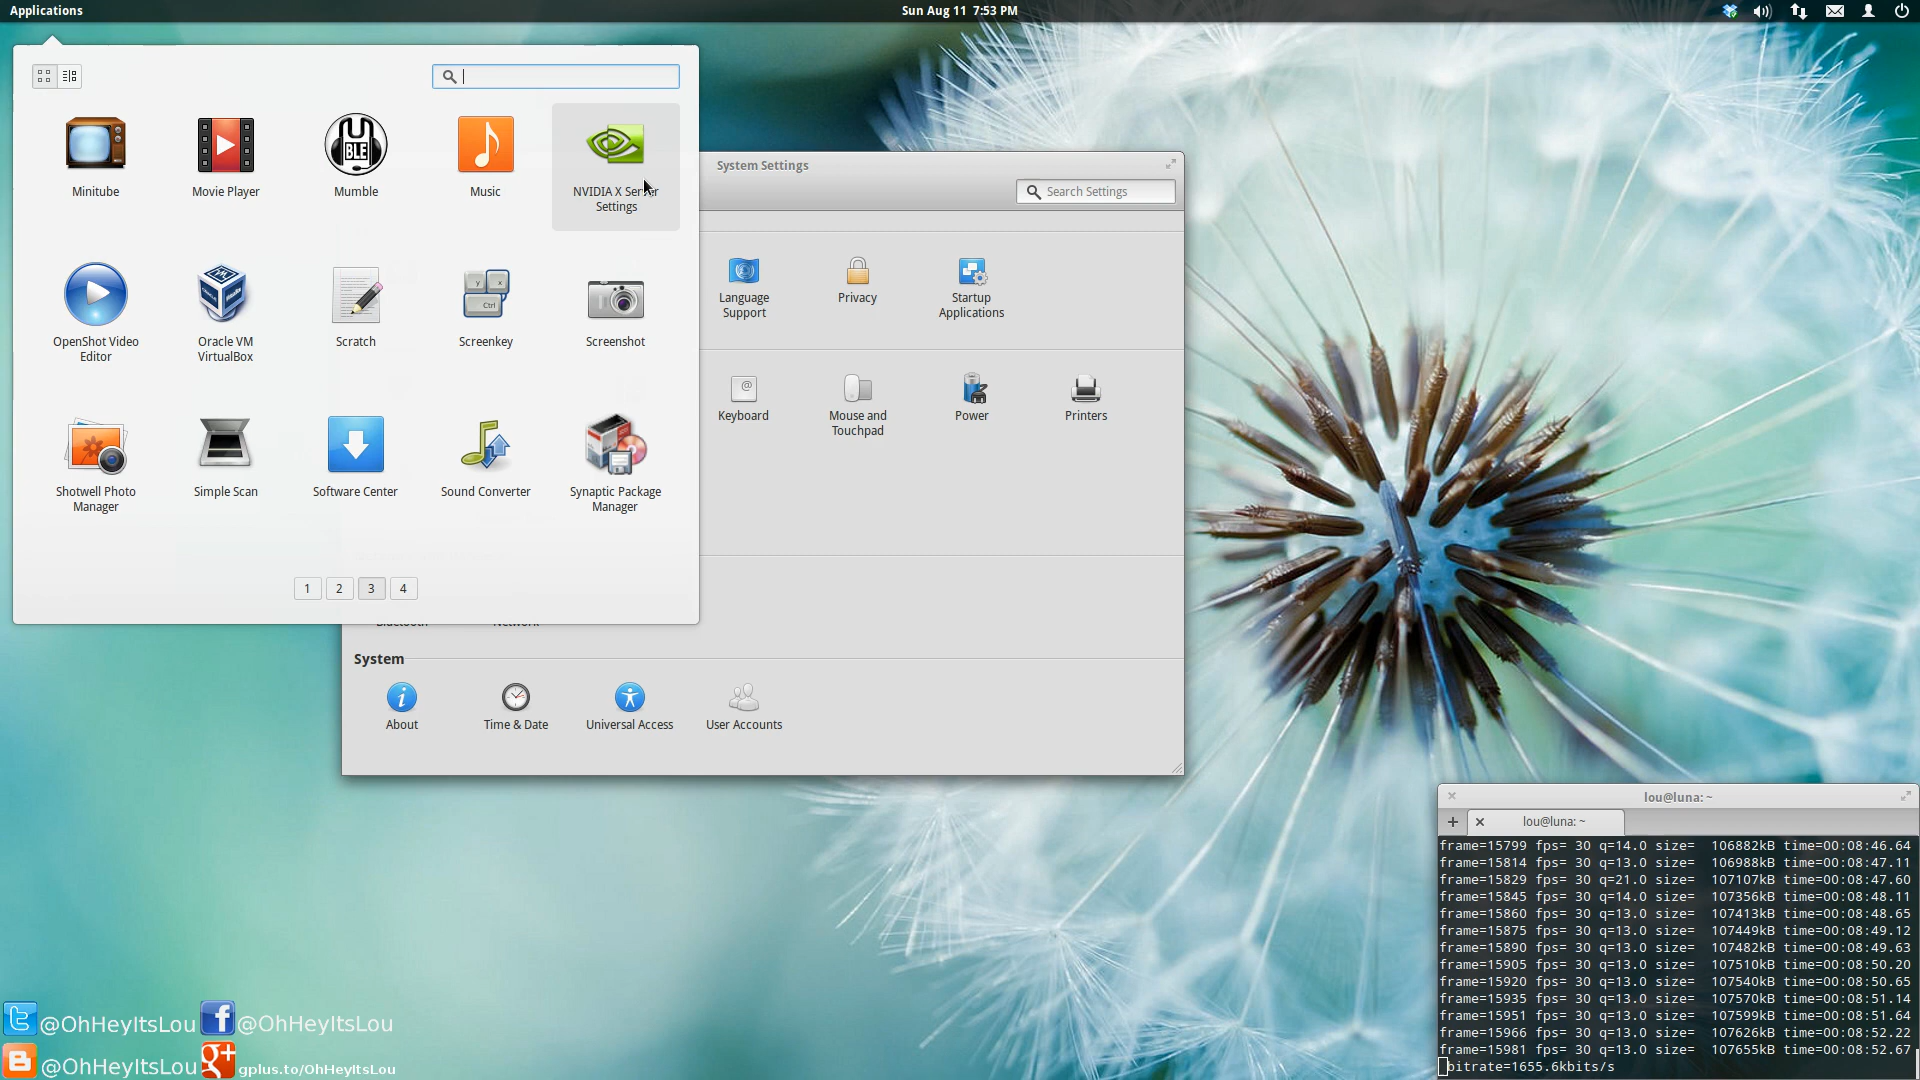 Applications
Sun Aug 11 7:53 PM
Minitube
Movie Player
Mumble
BLE
Music
NVIDIA X Server
Settings
OpenShot Video
Editor
Oracle VM
VirtualBox
Scratch
y x
Ctrl
Screenkey
Screenshot
Shotwell Photo
Manager
Simple Scan
Software Center
Sound Converter
Synaptic Package
Manager
1 2 3 4
System Settings
Search Settings
Language
Support
Privacy
Startup
Applications
Keyboard
Mouse and
Touchpad
Power
Printers
Bluetooth
Network
System
About
Time & Date
Universal Access
User Accounts
lou@luna: ~
lou@luna: ~
frame=15799 fps= 30 q=14.0 size=  106882kB time=00:08:46.64
frame=15814 fps= 30 q=13.0 size=  106988kB time=00:08:47.11
frame=15829 fps= 30 q=21.0 size=  107107kB time=00:08:47.60
frame=15845 fps= 30 q=14.0 size=  107356kB time=00:08:48.11
frame=15860 fps= 30 q=13.0 size=  107413kB time=00:08:48.65
frame=15875 fps= 30 q=13.0 size=  107449kB time=00:08:49.12
frame=15890 fps= 30 q=13.0 size=  107482kB time=00:08:49.63
frame=15905 fps= 30 q=13.0 size=  107510kB time=00:08:50.20
frame=15920 fps= 30 q=13.0 size=  107540kB time=00:08:50.65
frame=15935 fps= 30 q=13.0 size=  107570kB time=00:08:51.14
frame=15951 fps= 30 q=13.0 size=  107599kB time=00:08:51.64
frame=15966 fps= 30 q=13.0 size=  107626kB time=00:08:52.22
frame=15981 fps= 30 q=13.0 size=  107655kB time=00:08:52.67
bitrate=1655.6kbits/s
@OhHeyItsLou
@OhHeyItsLou
@OhHeyItsLou
gplus.to/OhHeyItsLou